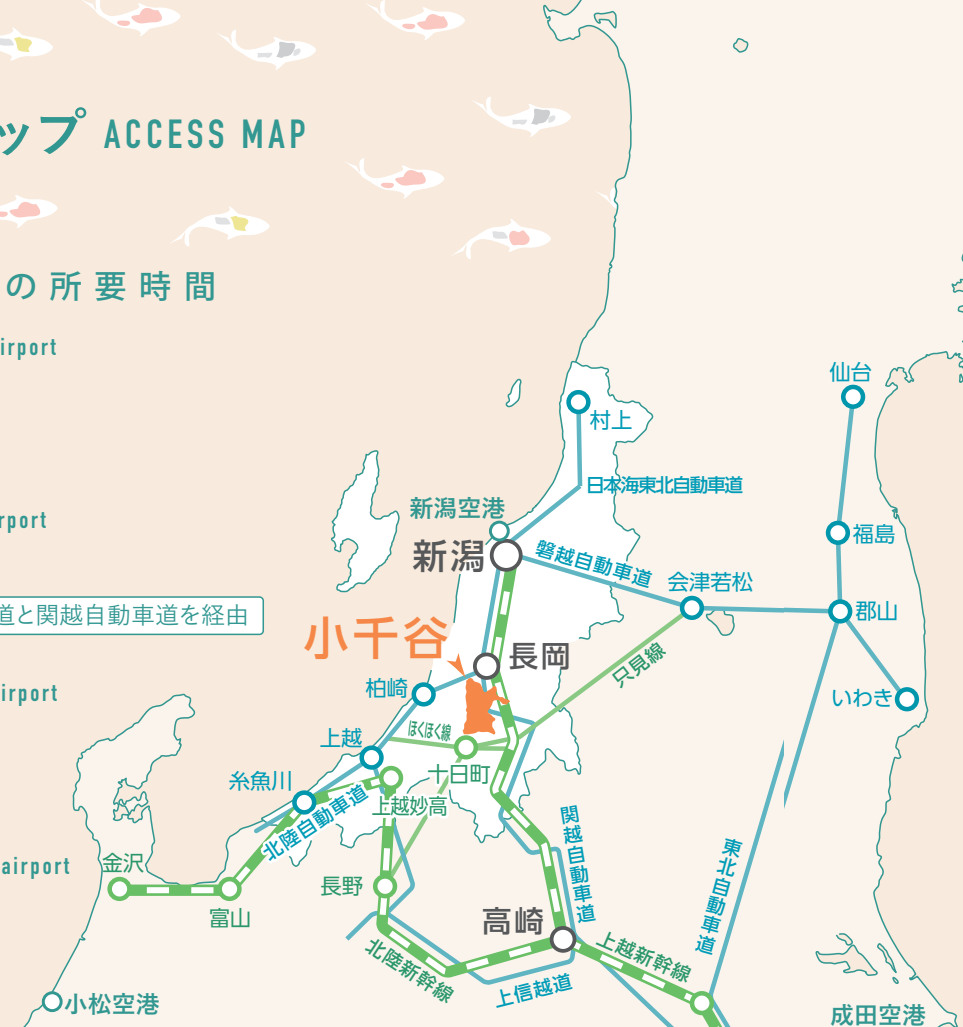 ップ ACCESS MAP
の所要時間
irport
rport
道と関越自動車道を経由
irport
airport
仙台
村上
日本海東北自動車道
新潟空港
新潟
磐越自動車道
福島
会津若松
郡山
小千谷
長岡
只見線
柏崎
いわき
ほくほく線
上越
十日町
糸魚川
上越妙高
北陸自動車道
関越自動車道
金沢
富山
長野
東北自動車道
高崎
北陸新幹線
上越新幹線
上信越道
小松空港
成田空港